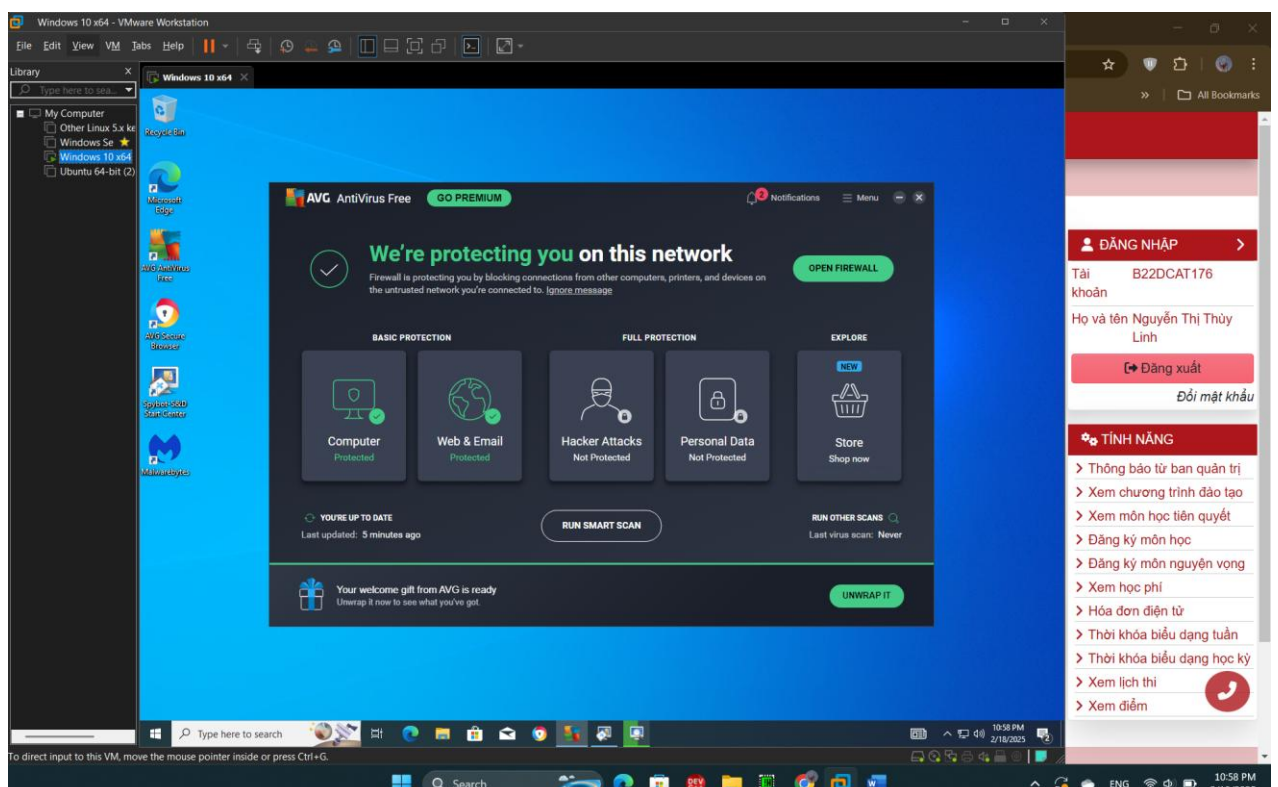 Windows 10 x64 - VMware Workstation
File Edit View VM Tabs Help
Library X
Type here to sea...
My Computer
Other Linux 5.x ke
Windows Se
Windows 10 x64
Ubuntu 64-bit (2)
Windows 10 x64
Recycle Bin
Microsoft
Edge
AVG AntiVirus
Free
AVG Secure
Browser
Spybot-S&D
Start Center
Malwarebytes
AVG AntiVirus Free GO PREMIUM
2 Notifications Menu
We're protecting you on this network
Firewall is protecting you by blocking connections from other computers, printers, and devices on
the untrusted network you're connected to. Ignore message
OPEN FIREWALL
BASIC PROTECTION FULL PROTECTION EXPLORE
NEW
Computer Web & Email Hacker Attacks Personal Data Store
Protected Protected Not Protected Not Protected Shop now
YOU'RE UP TO DATE
Last updated: 5 minutes ago
RUN SMART SCAN
RUN OTHER SCANS
Last virus scan: Never
Your welcome gift from AVG is ready
Unwrap it now to see what you've got.
UNWRAP IT
Type here to search
10:58 PM
2/18/2025
2
To direct input to this VM, move the mouse pointer inside or press Ctrl+G.
All Bookmarks
ĐĂNG NHẬP
Tài khoản B22DCAT176
Họ và tên Nguyễn Thị Thùy
Linh
Đăng xuất
Đổi mật khẩu
TÍNH NĂNG
Thông báo từ ban quản trị
Xem chương trình đào tạo
Xem môn học tiên quyết
Đăng ký môn học
Đăng ký môn nguyện vọng
Xem học phí
Hóa đơn điện tử
Thời khóa biểu dạng tuần
Thời khóa biểu dạng học kỳ
Xem lịch thi
Xem điểm
Search
DEV
ENG
10:58 PM